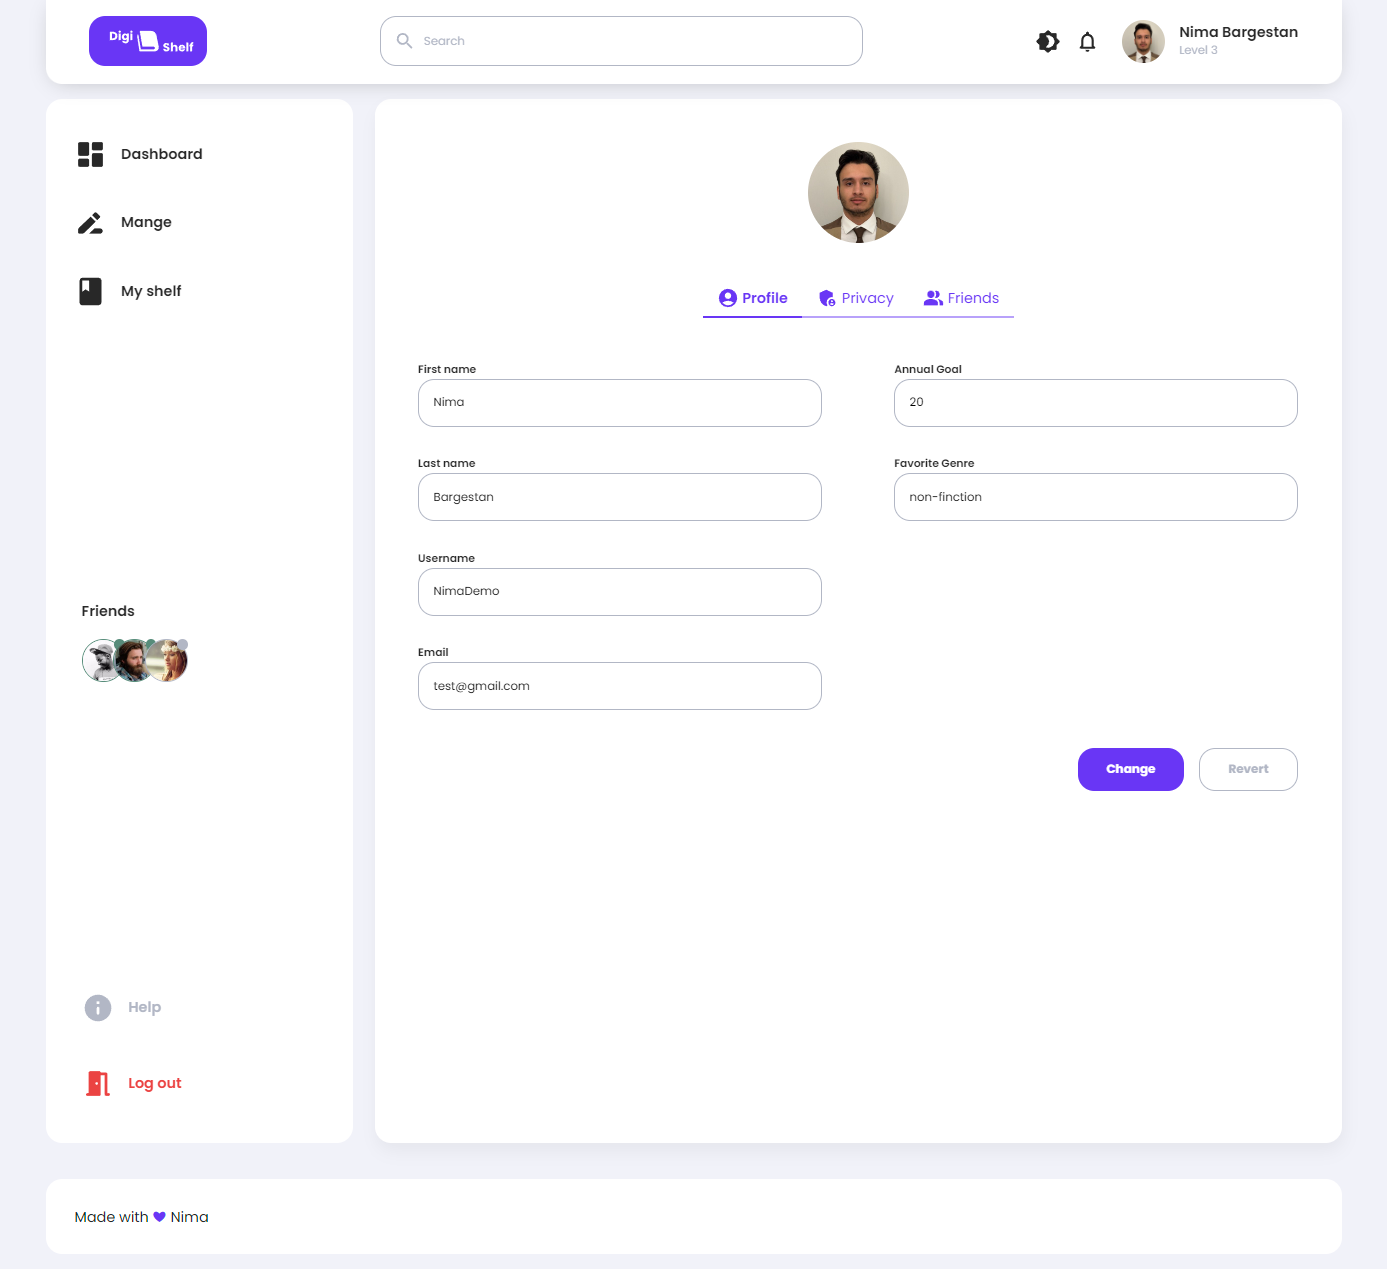 Digi Shelf
Search
Nima Bargestan
Level 3
Dashboard
Mange
My shelf
Friends
Help
Log out
Profile
Privacy
Friends
First name
Nima
Annual Goal
20
Last name
Bargestan
Favorite Genre
non-finction
Username
NimaDemo
Email
test@gmail.com
Change
Revert
Made with Nima